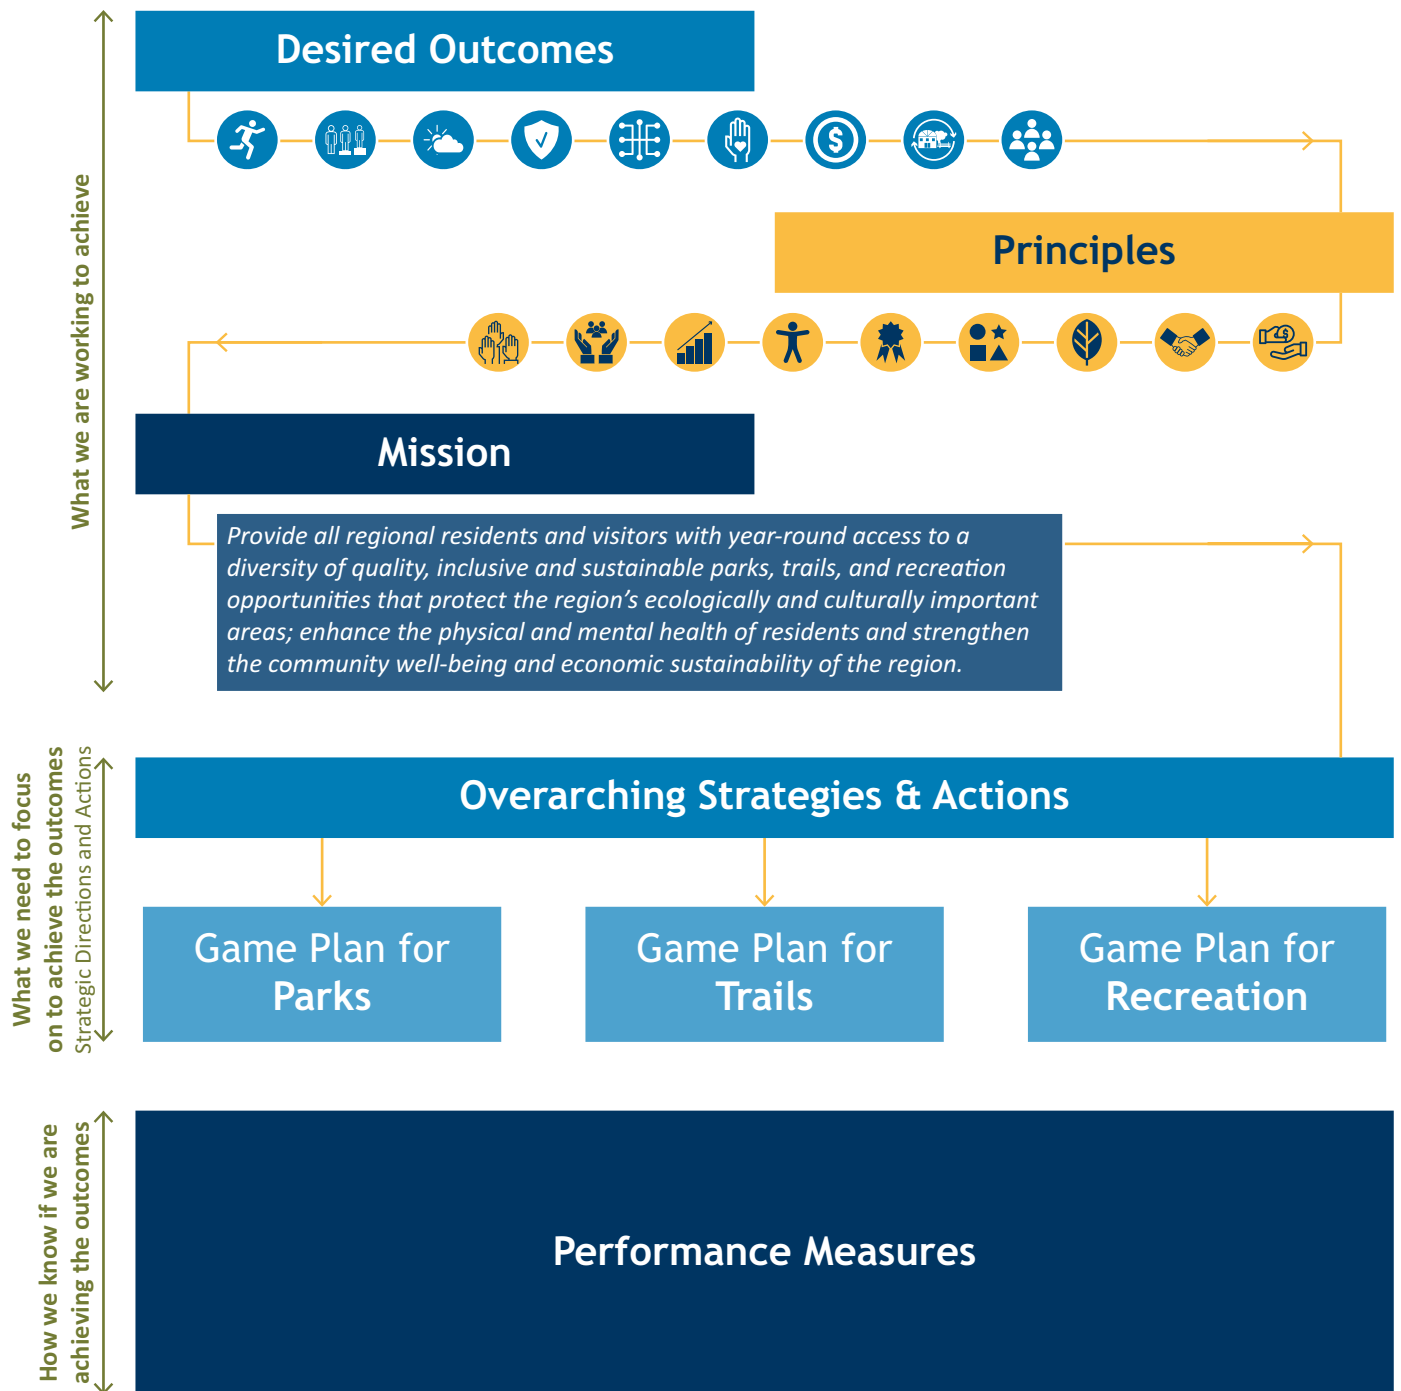 Desired Outcomes
What we are working to achieve
$
Principles
$
Mission
Provide all regional residents and visitors with year-round access to a
diversity of quality, inclusive and sustainable parks, trails, and recreation
opportunities that protect the region’s ecologically and culturally important
areas; enhance the physical and mental health of residents and strengthen
the community well-being and economic sustainability of the region.
What we need to focus
on to achieve the outcomes
Strategic Directions and Actions
Overarching Strategies & Actions
Game Plan for
Parks
Game Plan for
Trails
Game Plan for
Recreation
How we know if we are
achieving the outcomes
Performance Measures